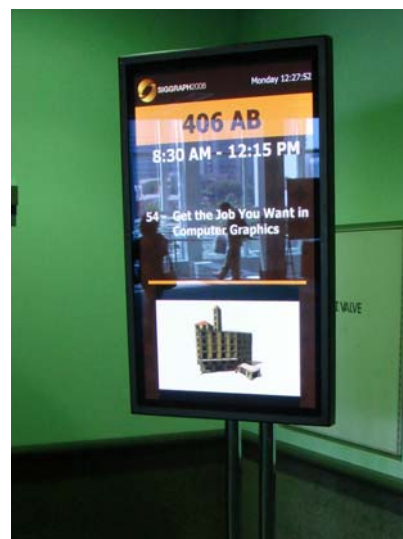 SIGGRAPH2008
Monday 12:27:52
406 AB
8:30 AM - 12:15 PM
54 - Get the Job You Want in
Computer Graphics
VALVE